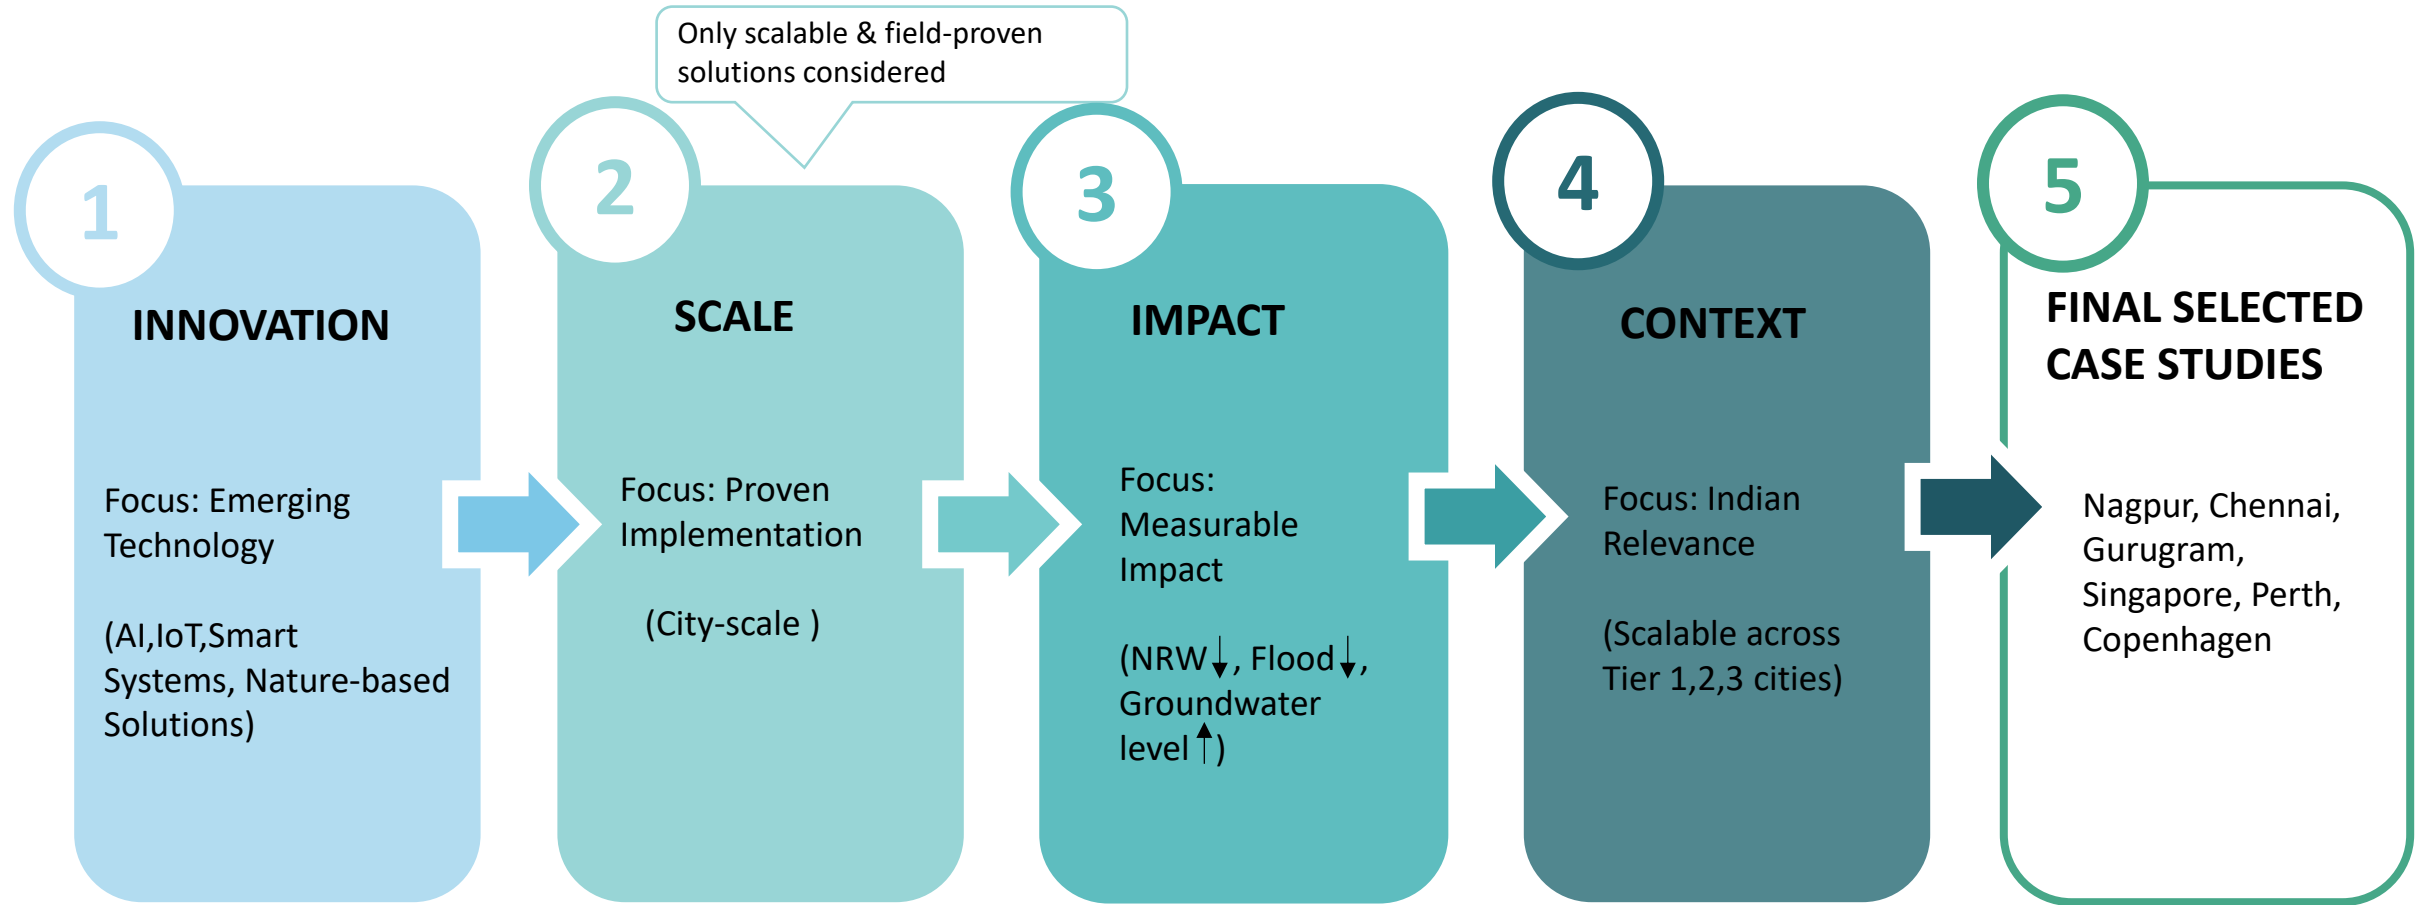 Only scalable & field-proven
solutions considered
1
INNOVATION
Focus: Emerging
Technology
(AI,IoT,Smart
Systems, Nature-based
Solutions)
2
SCALE
Focus: Proven
Implementation
(City-scale )
3
IMPACT
Focus:
Measurable
Impact
(NRW↓, Flood↓,
Groundwater
level↑)
4
CONTEXT
Focus: Indian
Relevance
(Scalable across
Tier 1,2,3 cities)
5
FINAL SELECTED
CASE STUDIES
Nagpur, Chennai,
Gurugram,
Singapore, Perth,
Copenhagen